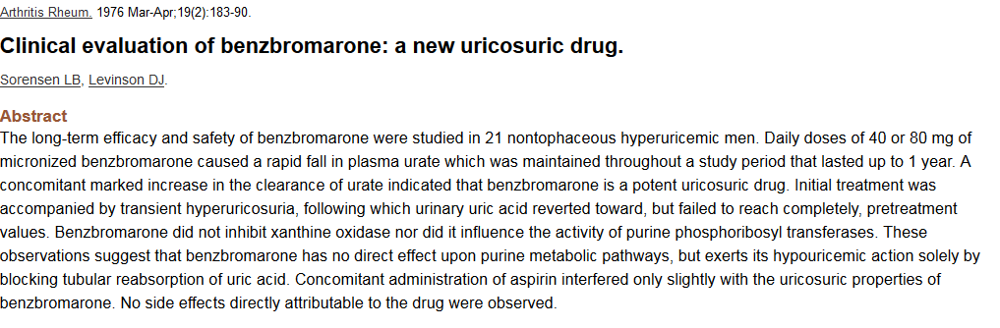 Arthritis Rheum. 1976 Mar-Apr;19(2):183-90.
Clinical evaluation of benzbromarone: a new uricosuric drug.
Sorensen LB, Levinson DJ.
Abstract
The long-term efficacy and safety of benzbromarone were studied in 21 nontophaceous hyperuricemic men. Daily doses of 40 or 80 mg of
micronized benzbromarone caused a rapid fall in plasma urate which was maintained throughout a study period that lasted up to 1 year. A
concomitant marked increase in the clearance of urate indicated that benzbromarone is a potent uricosuric drug. Initial treatment was
accompanied by transient hyperuricosuria, following which urinary uric acid reverted toward, but failed to reach completely, pretreatment
values. Benzbromarone did not inhibit xanthine oxidase nor did it influence the activity of purine phosphoribosyl transferases. These
observations suggest that benzbromarone has no direct effect upon purine metabolic pathways, but exerts its hypouricemic action solely by
blocking tubular reabsorption of uric acid. Concomitant administration of aspirin interfered only slightly with the uricosuric properties of
benzbromarone. No side effects directly attributable to the drug were observed.